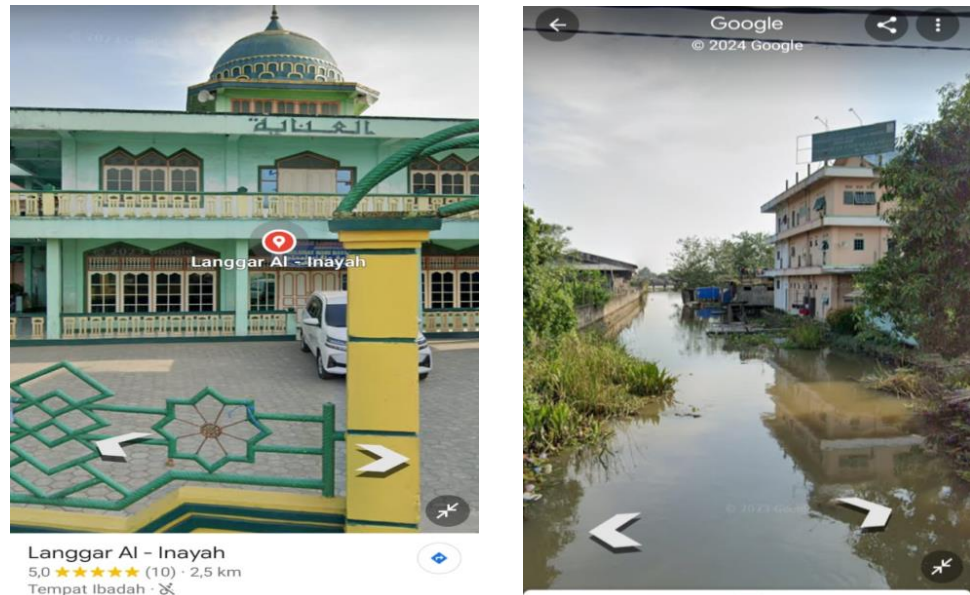 العناية
Langgar Al - Inayah
Langgar Al - Inayah
5,0 ★★★★★ (10) · 2,5 km
Tempat Ibadah ·
Google
© 2024 Google